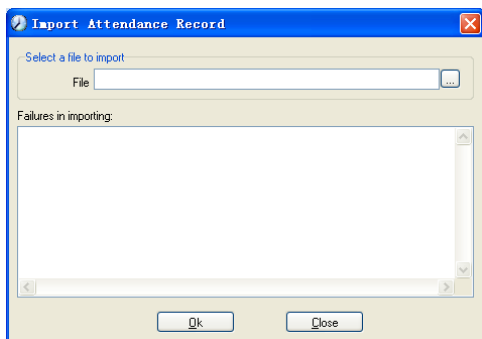 Import Attendance Record
Select a file to import
File
...
Failures in importing:
Ok
Close